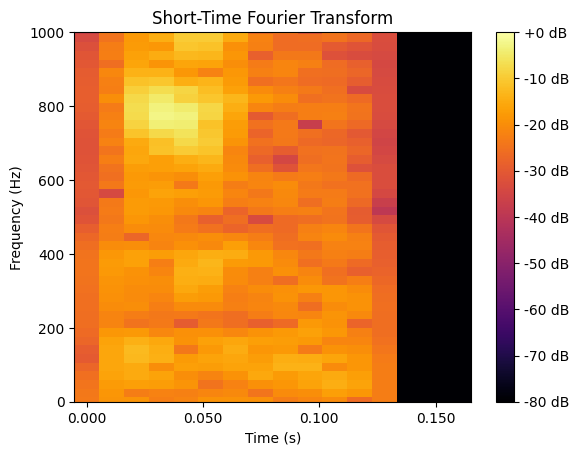 Short-Time Fourier Transform
1000
800
600
400
200
0
Frequency (Hz)
0.000
0.050
0.100
0.150
Time (s)
+0 dB
-10 dB
-20 dB
-30 dB
-40 dB
-50 dB
-60 dB
-70 dB
-80 dB